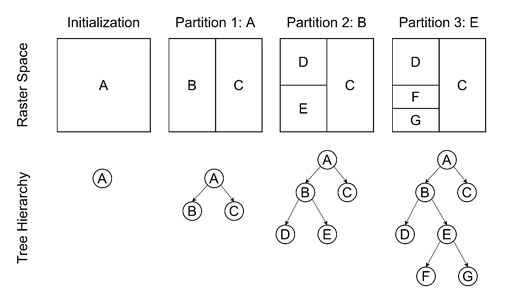 Initialization Partition 1: A Partition 2: B Partition 3: E
Raster Space
A
B C
D
E
C
D
F
G
C
Tree Hierarchy
A
A
B C
A
B C
D E
A
B C
D E
F G